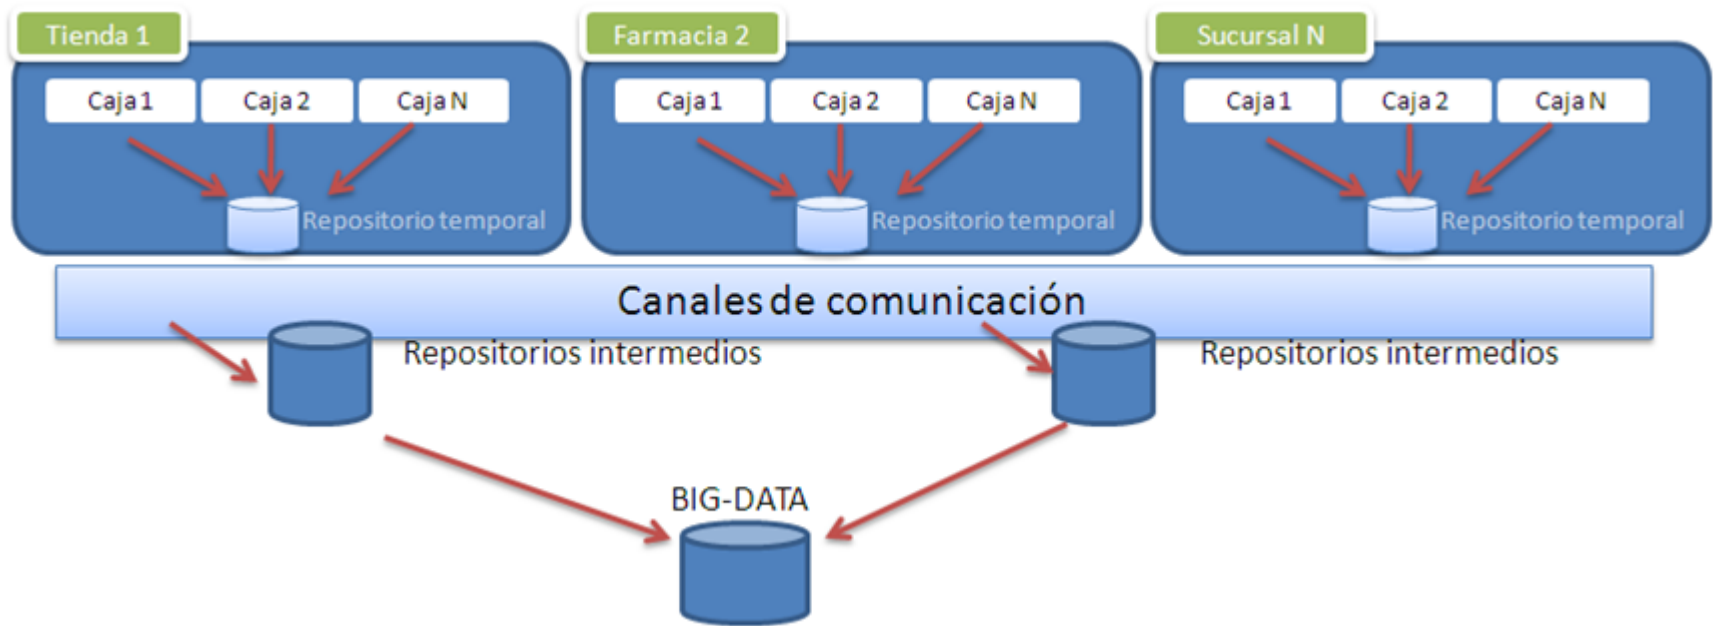 Tienda 1
Farmacia 2
Sucursal N
Caja 1
Caja 2
Caja N
Caja 1
Caja 2
Caja N
Caja 1
Caja 2
Caja N
Repositorio temporal
Repositorio temporal
Repositorio temporal
Canales de comunicación
Repositorios intermedios
Repositorios intermedios
BIG-DATA